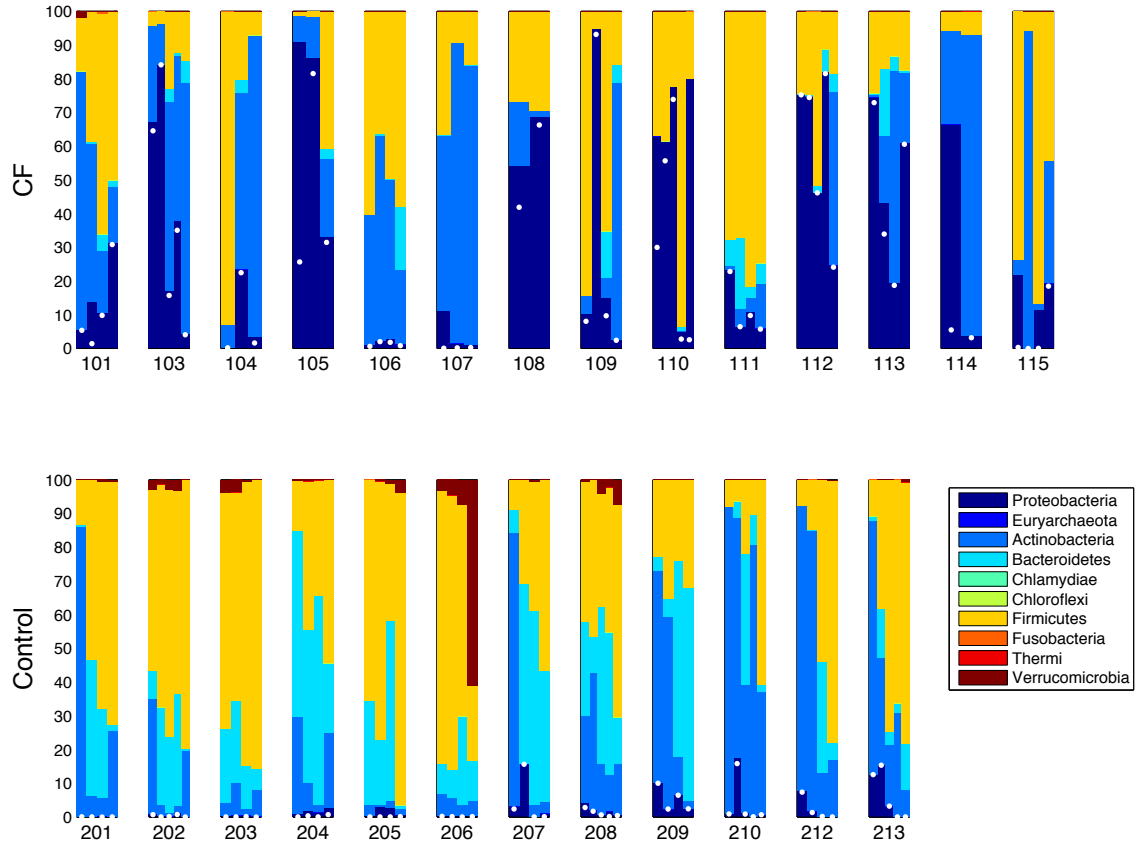 CF
100
90
80
70
60
50
40
30
20
10
0
101 103 104 105 106 107 108 109 110 111 112 113 114 115
Control
100
90
80
70
60
50
40
30
20
10
0
201 202 203 204 205 206 207 208 209 210 212 213
Proteobacteria
Euryarchaeota
Actinobacteria
Bacteroidetes
Chlamydiae
Chloroflexi
Firmicutes
Fusobacteria
Thermi
Verrucomicrobia